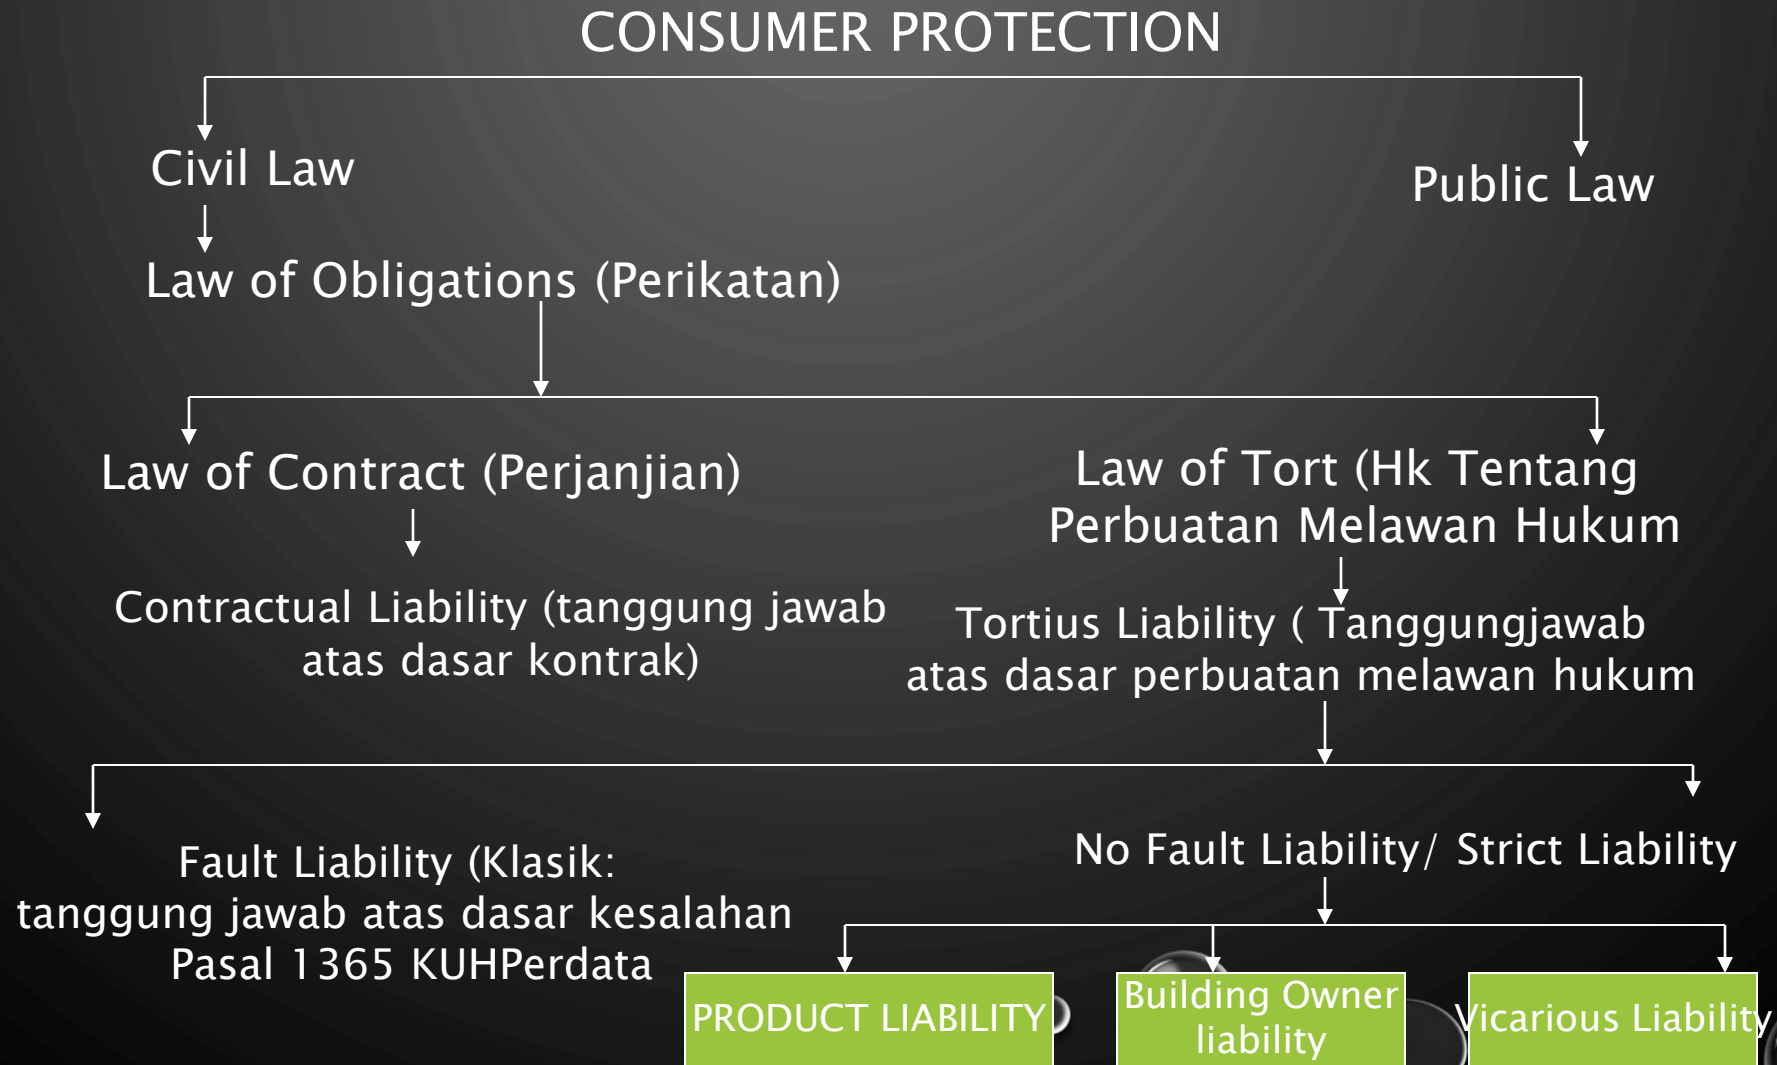 CONSUMER PROTECTION
Civil Law
Public Law
Law of Obligations (Perikatan)
Law of Contract (Perjanjian)
Law of Tort (Hk Tentang
Perbuatan Melawan Hukum
Contractual Liability (tanggung jawab
atas dasar kontrak)
Tortius Liability ( Tanggungjawab
atas dasar perbuatan melawan hukum
Fault Liability (Klasik:
tanggung jawab atas dasar kesalahan
Pasal 1365 KUHPerdata
No Fault Liability/ Strict Liability
PRODUCT LIABILITY
Building Owner
liability
Vicarious Liability